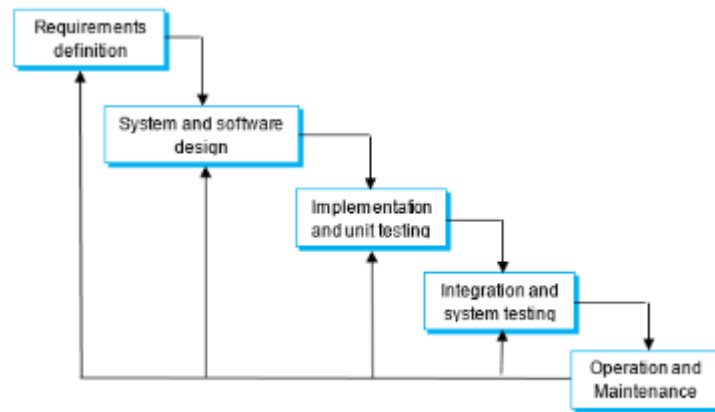 Requirements
definition
System and software
design
Implementation
and unit testing
Integration and
system testing
Operation and
Maintenance